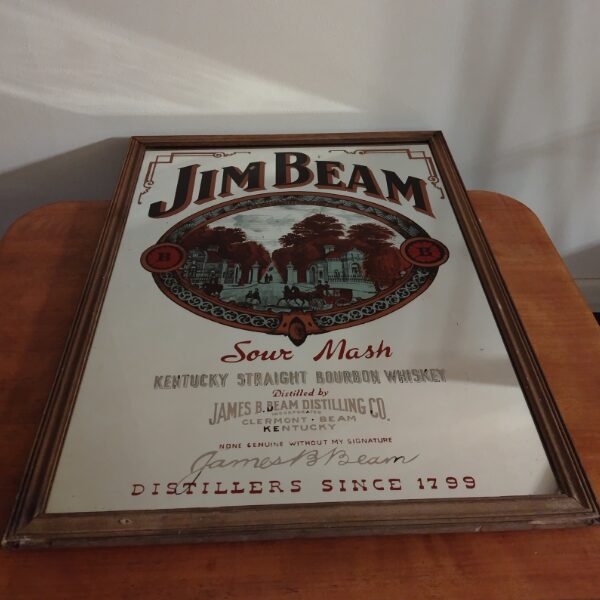 JIM BEAM
B B
Sour Mash
KENTUCKY STRAIGHT BOURBON WHISKEY
Distilled by
JAMES B. BEAM DISTILLING CO.
INCORPORATED
CLERMONT - BEAM
KENTUCKY
NONE GENUINE WITHOUT MY SIGNATURE
James B Beam
DISTILLERS SINCE 1799